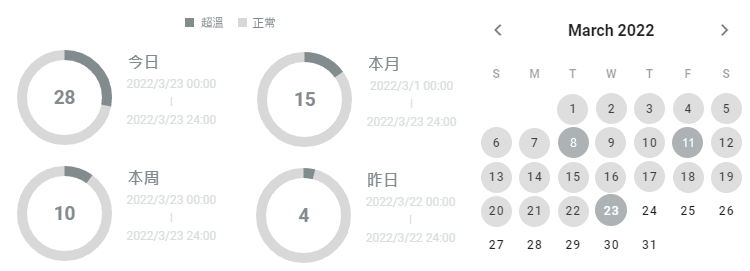 超溫 正常
28
今日
2022/3/23 00:00
|
2022/3/23 24:00
15
本月
2022/3/1 00:00
|
2022/3/23 24:00
10
本周
2022/3/23 00:00
|
2022/3/23 24:00
4
昨日
2022/3/22 00:00
|
2022/3/22 24:00
March 2022
S M T W T F S
1 2 3 4 5
6 7 8 9 10 11 12
13 14 15 16 17 18 19
20 21 22 23 24 25 26
27 28 29 30 31